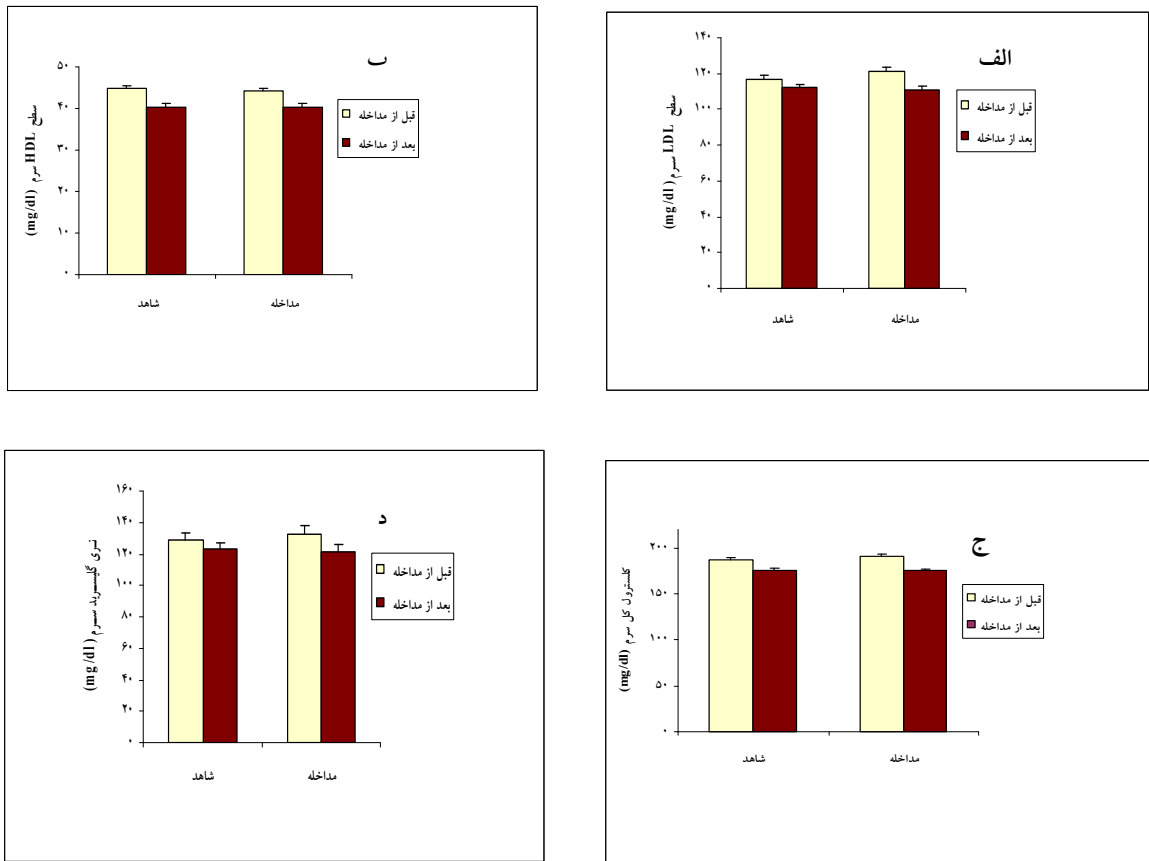 الف
سطح LDL سرم (mg/dl)
۱۴۰
۱۲۰
۱۰۰
۸۰
۶۰
۴۰
۲۰
۰
شاهد
مداخله
قبل از مداخله
بعد از مداخله
ب
سطح HDL سرم (mg/dl)
۵۰
۴۰
۳۰
۲۰
۱۰
۰
شاهد
مداخله
قبل از مداخله
بعد از مداخله
ج
کلسترول کل سرم (mg/dl)
۲۰۰
۱۵۰
۱۰۰
۵۰
۰
شاهد
مداخله
قبل از مداخله
بعد از مداخله
د
تری گلیسرید سرم (mg/dl)
۱۶۰
۱۴۰
۱۲۰
۱۰۰
۸۰
۶۰
۴۰
۲۰
۰
شاهد
مداخله
قبل از مداخله
بعد از مداخله